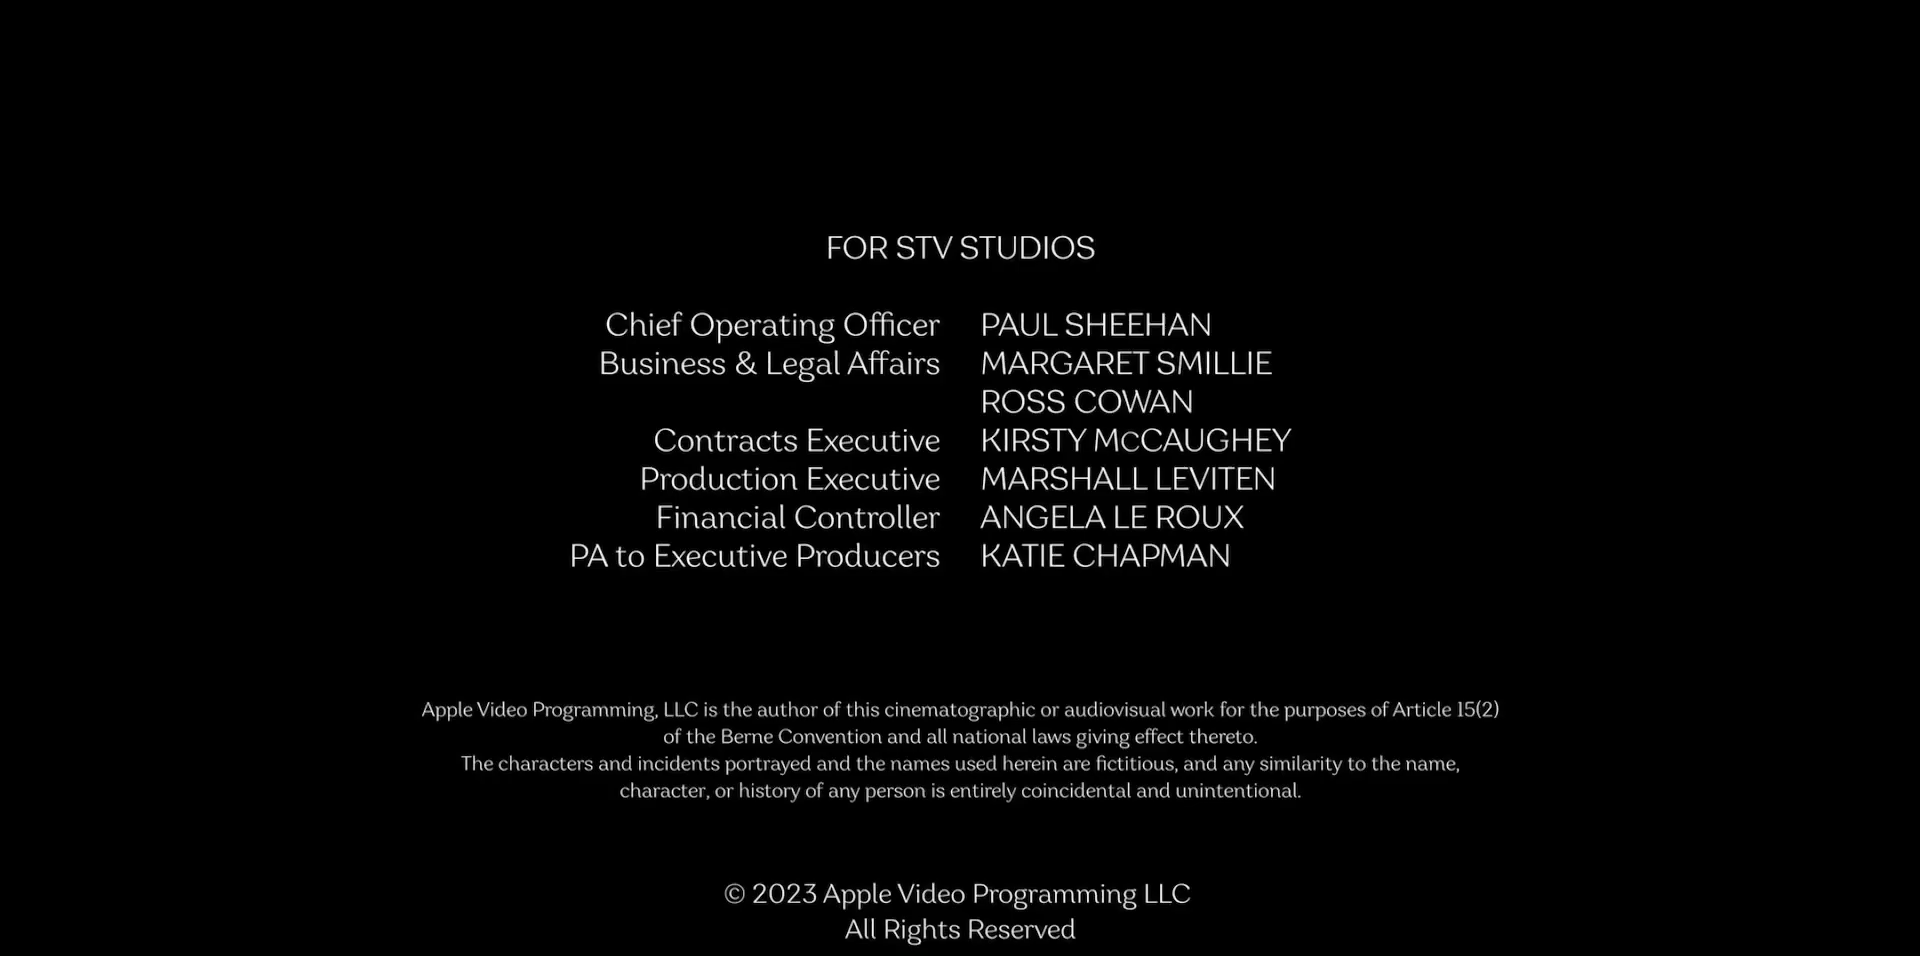 FOR STV STUDIOS
Chief Operating Officer PAUL SHEEHAN
Business & Legal Affairs MARGARET SMILLIE
ROSS COWAN
Contracts Executive KIRSTY McCAUGHEY
Production Executive MARSHALL LEVITEN
Financial Controller ANGELA LE ROUX
PA to Executive Producers KATIE CHAPMAN
Apple Video Programming, LLC is the author of this cinematographic or audiovisual work for the purposes of Article 15(2)
of the Berne Convention and all national laws giving effect thereto.
The characters and incidents portrayed and the names used herein are fictitious, and any similarity to the name,
character, or history of any person is entirely coincidental and unintentional.
© 2023 Apple Video Programming LLC
All Rights Reserved